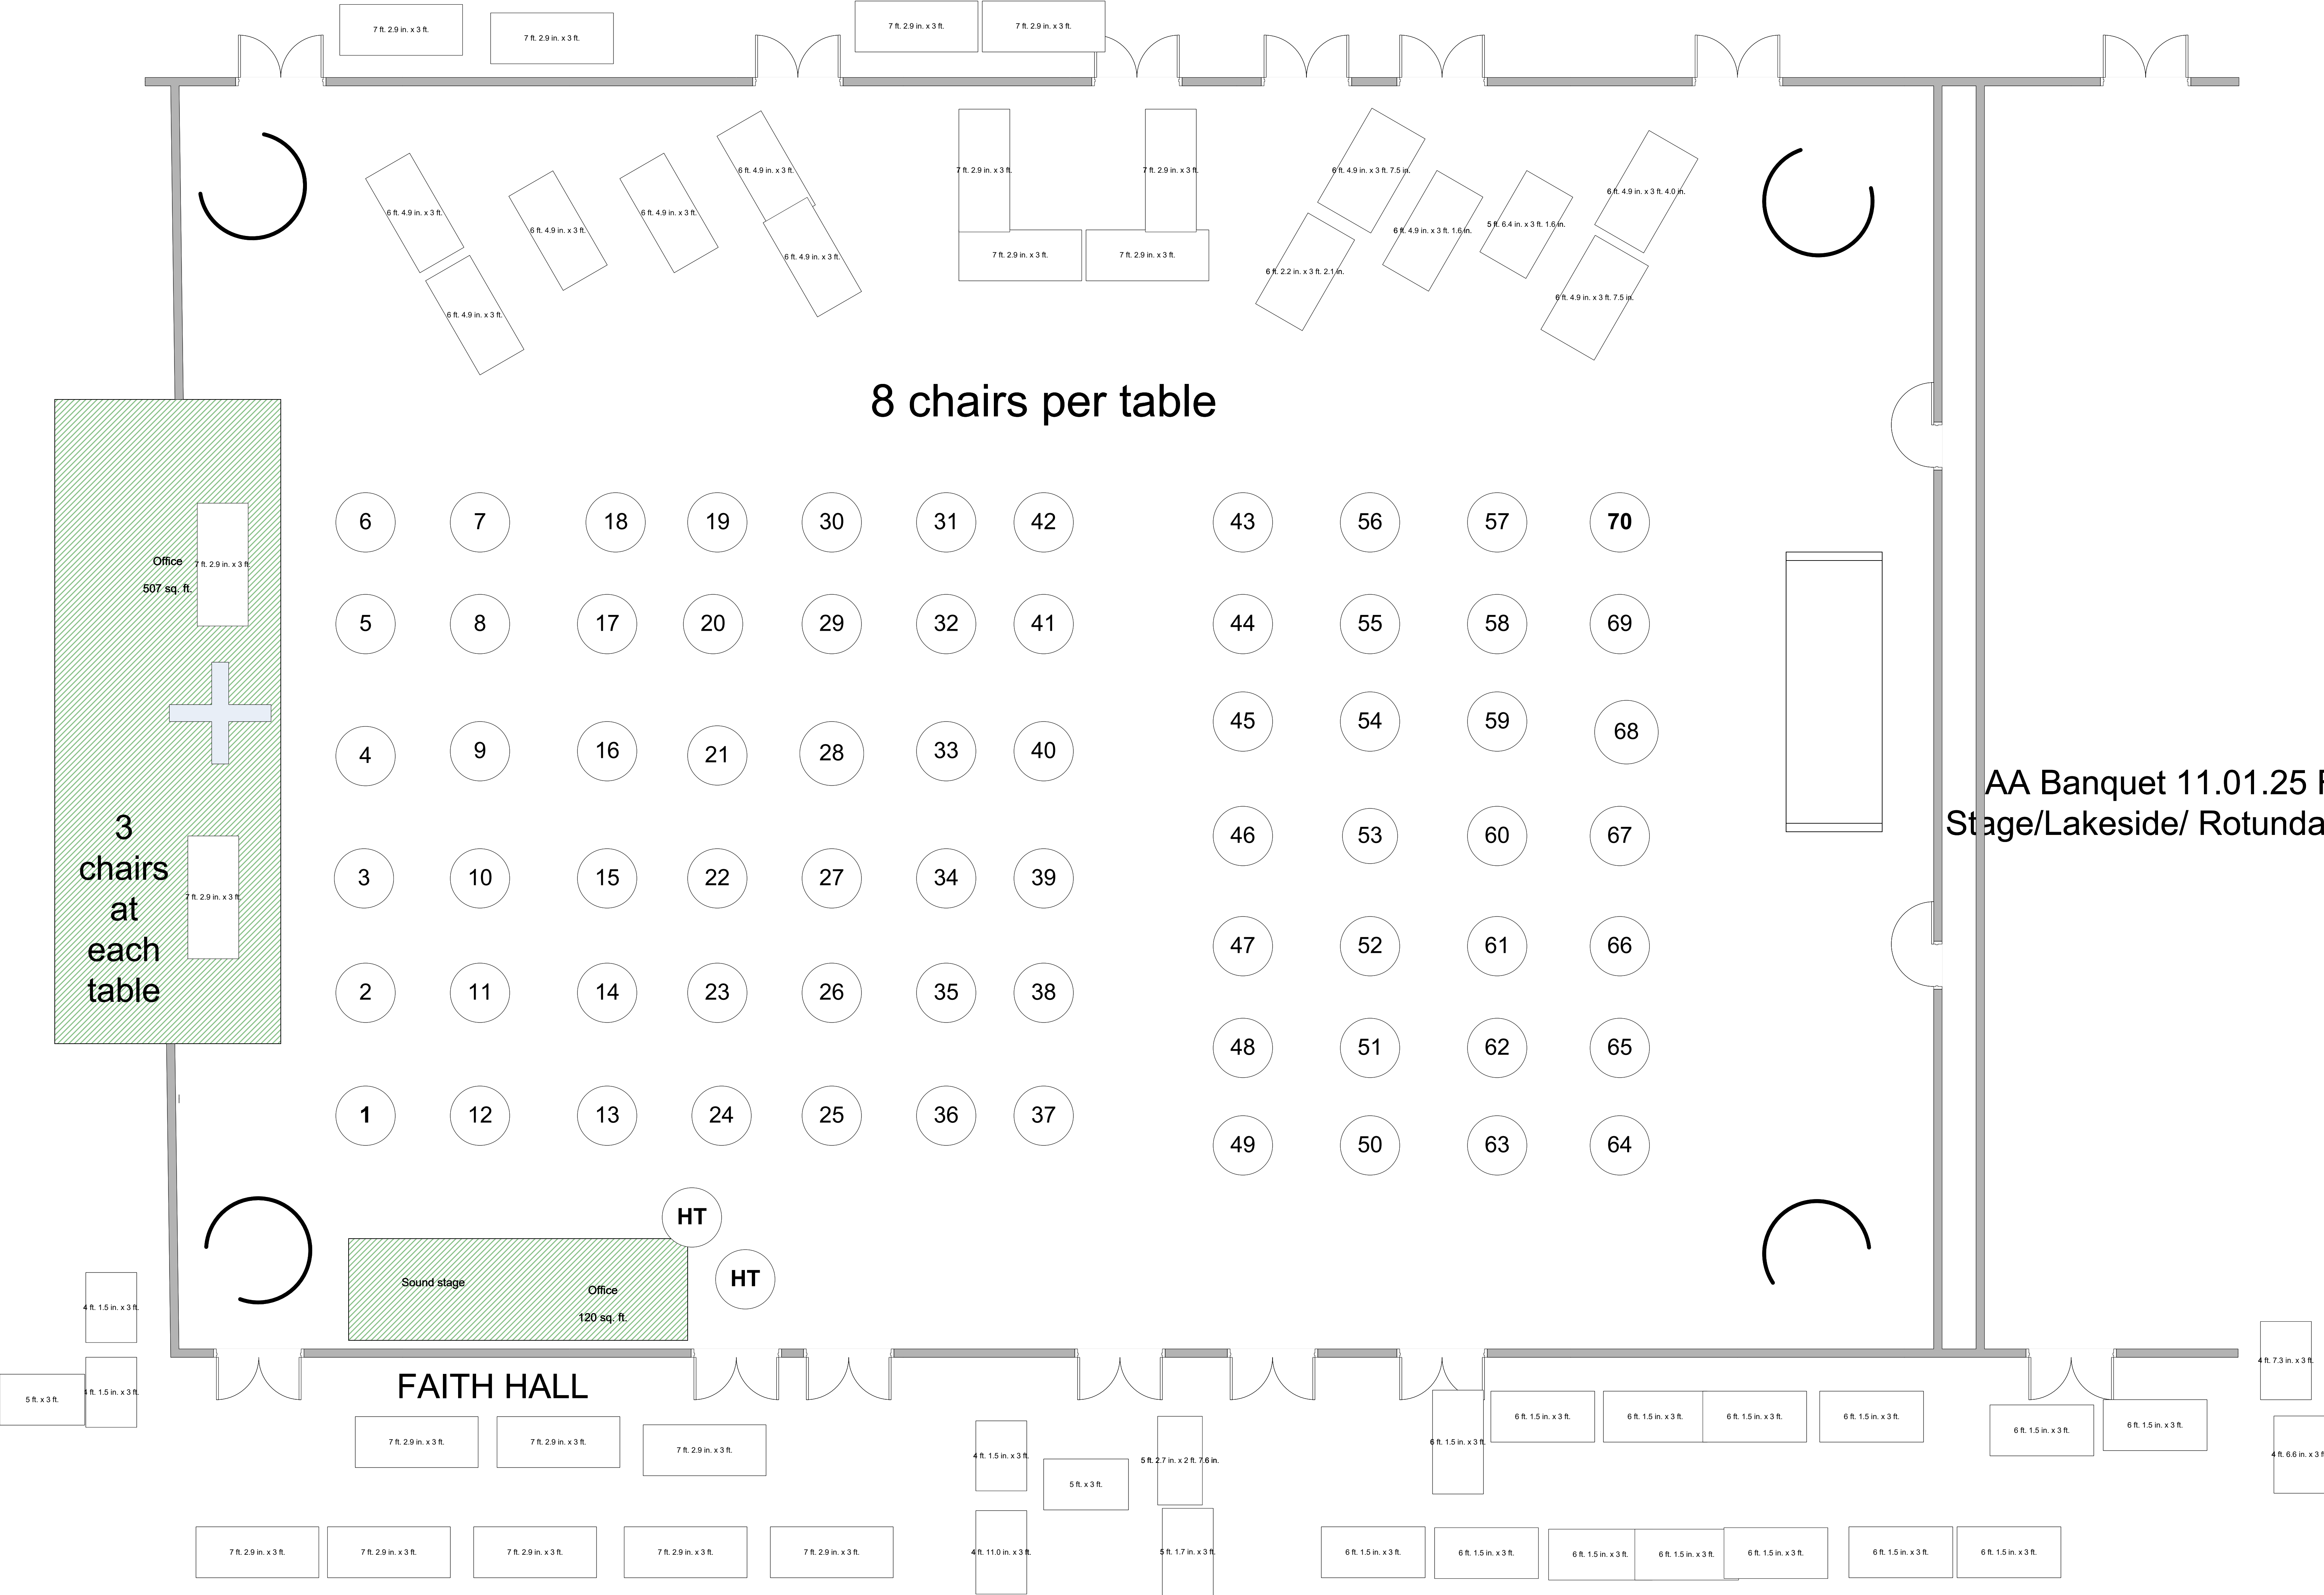 7 ft. 2.9 in. x 3 ft.
7 ft. 2.9 in. x 3 ft.
7 ft. 2.9 in. x 3 ft.
7 ft. 2.9 in. x 3 ft.
6 ft. 4.9 in. x 3 ft.
6 ft. 4.9 in. x 3 ft.
6 ft. 4.9 in. x 3 ft.
6 ft. 4.9 in. x 3 ft.
6 ft. 4.9 in. x 3 ft.
6 ft. 4.9 in. x 3 ft.
7 ft. 2.9 in. x 3 ft.
7 ft. 2.9 in. x 3 ft.
7 ft. 2.9 in. x 3 ft.
7 ft. 2.9 in. x 3 ft.
6 ft. 4.9 in. x 3 ft. 7.5 in.
6 ft. 2.2 in. x 3 ft. 2.1 in.
6 ft. 4.9 in. x 3 ft. 1.6 in.
5 ft. 6.4 in. x 3 ft. 1.6 in.
6 ft. 4.9 in. x 3 ft. 4.0 in.
6 ft. 4.9 in. x 3 ft. 7.5 in.
8 chairs per table
Office
507 sq. ft.
7 ft. 2.9 in. x 3 ft.
7 ft. 2.9 in. x 3 ft.
3
chairs
at
each
table
6 7 18 19 30 31 42 43 56 57 70
5 8 17 20 29 32 41 44 55 58 69
4 9 16 21 28 33 40 45 54 59 68
3 10 15 22 27 34 39 46 53 60 67
2 11 14 23 26 35 38 47 52 61 66
1 12 13 24 25 36 37 48 51 62 65
49 50 63 64
AA Banquet 11.01.25
Stage/Lakeside/ Rotunda
HT
HT
Sound stage
Office
120 sq. ft.
FAITH HALL
4 ft. 1.5 in. x 3 ft.
4 ft. 1.5 in. x 3 ft.
5 ft. x 3 ft.
7 ft. 2.9 in. x 3 ft.
7 ft. 2.9 in. x 3 ft.
7 ft. 2.9 in. x 3 ft.
4 ft. 1.5 in. x 3 ft.
5 ft. x 3 ft.
5 ft. 2.7 in. x 2 ft. 7.6 in.
6 ft. 1.5 in. x 3 ft.
6 ft. 1.5 in. x 3 ft.
6 ft. 1.5 in. x 3 ft.
6 ft. 1.5 in. x 3 ft.
6 ft. 1.5 in. x 3 ft.
6 ft. 1.5 in. x 3 ft.
6 ft. 1.5 in. x 3 ft.
4 ft. 7.3 in. x 3 ft.
4 ft. 6.6 in. x 3 ft.
7 ft. 2.9 in. x 3 ft.
7 ft. 2.9 in. x 3 ft.
7 ft. 2.9 in. x 3 ft.
7 ft. 2.9 in. x 3 ft.
7 ft. 2.9 in. x 3 ft.
4 ft. 11.0 in. x 3 ft.
5 ft. 1.7 in. x 3 ft.
6 ft. 1.5 in. x 3 ft.
6 ft. 1.5 in. x 3 ft.
6 ft. 1.5 in. x 3 ft.
6 ft. 1.5 in. x 3 ft.
6 ft. 1.5 in. x 3 ft.
6 ft. 1.5 in. x 3 ft.
6 ft. 1.5 in. x 3 ft.